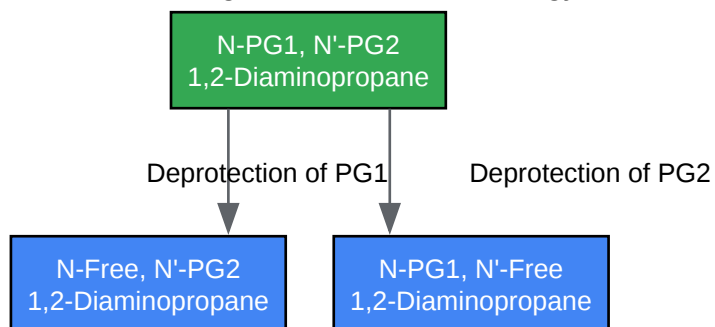 N-PG1, N'-PG2
1,2-Diaminopropane
Deprotection of PG1
Deprotection of PG2
N-Free, N'-PG2
1,2-Diaminopropane
N-PG1, N'-Free
1,2-Diaminopropane